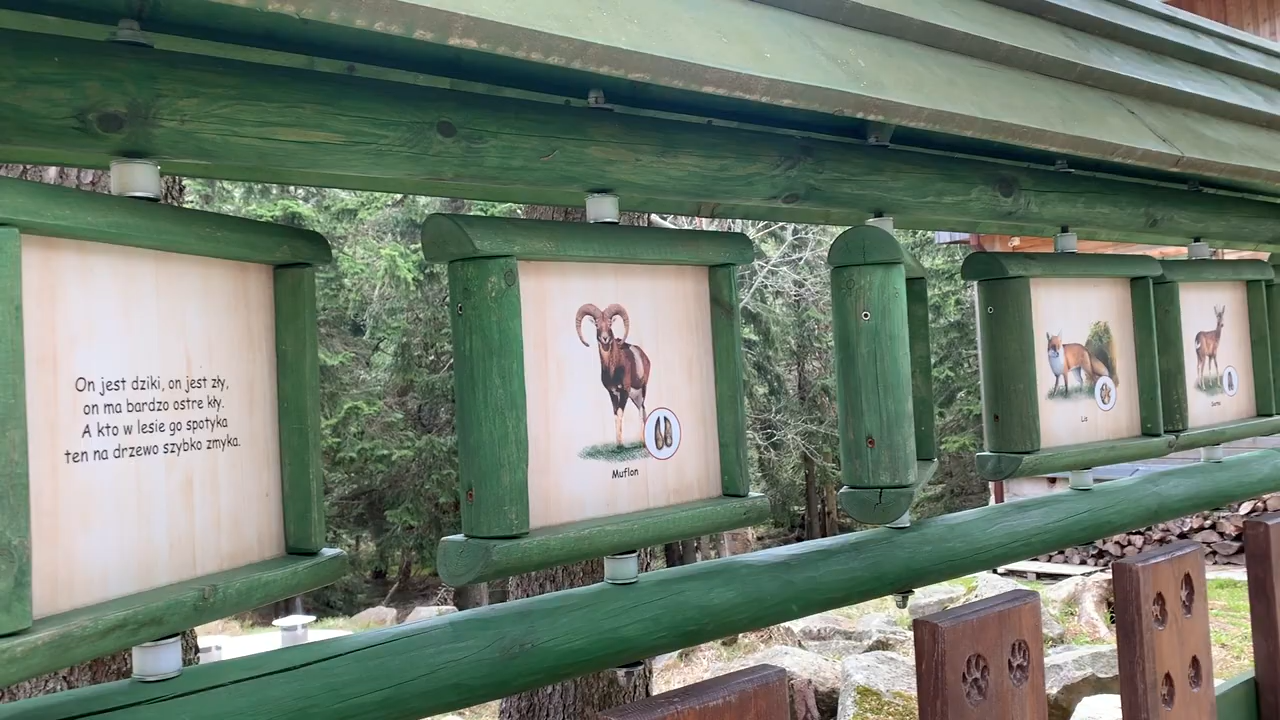 On jest dziki, on jest zły,
on ma bardzo ostre kły.
A kto w lesie go spotyka
ten na drzewo szybko zmyka.
Muflon
Lis
Sarna